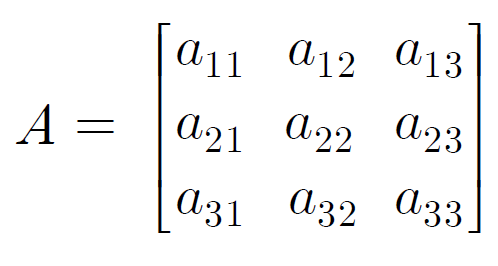 a₁₁ a₁₂ a₁₃
A = a₂₁ a₂₂ a₂₃
a₃₁ a₃₂ a₃₃